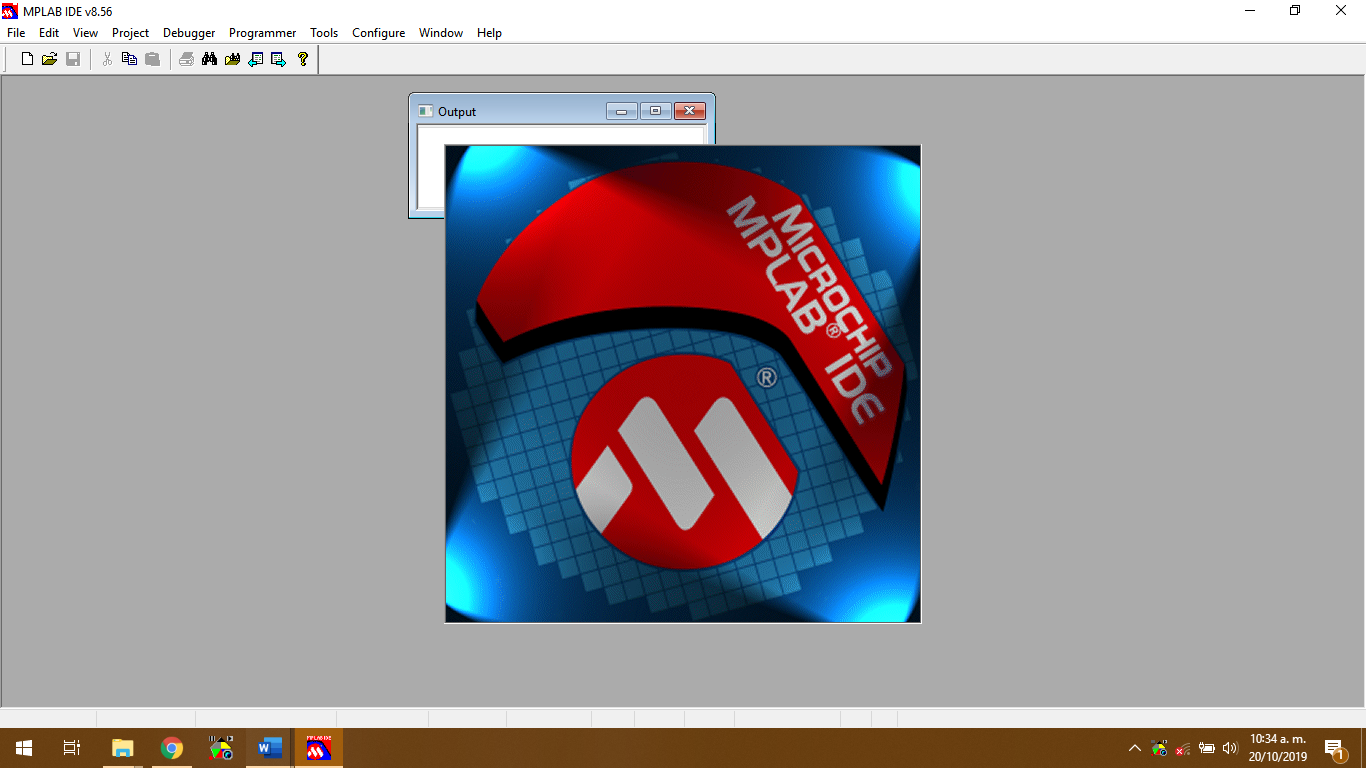 MPLAB IDE v8.56
File Edit View Project Debugger Programmer Tools Configure Window Help
Output
MICROCHIP
MPLAB® IDE
®
MPLAB IDE
10:34 a. m.
20/10/2019
1